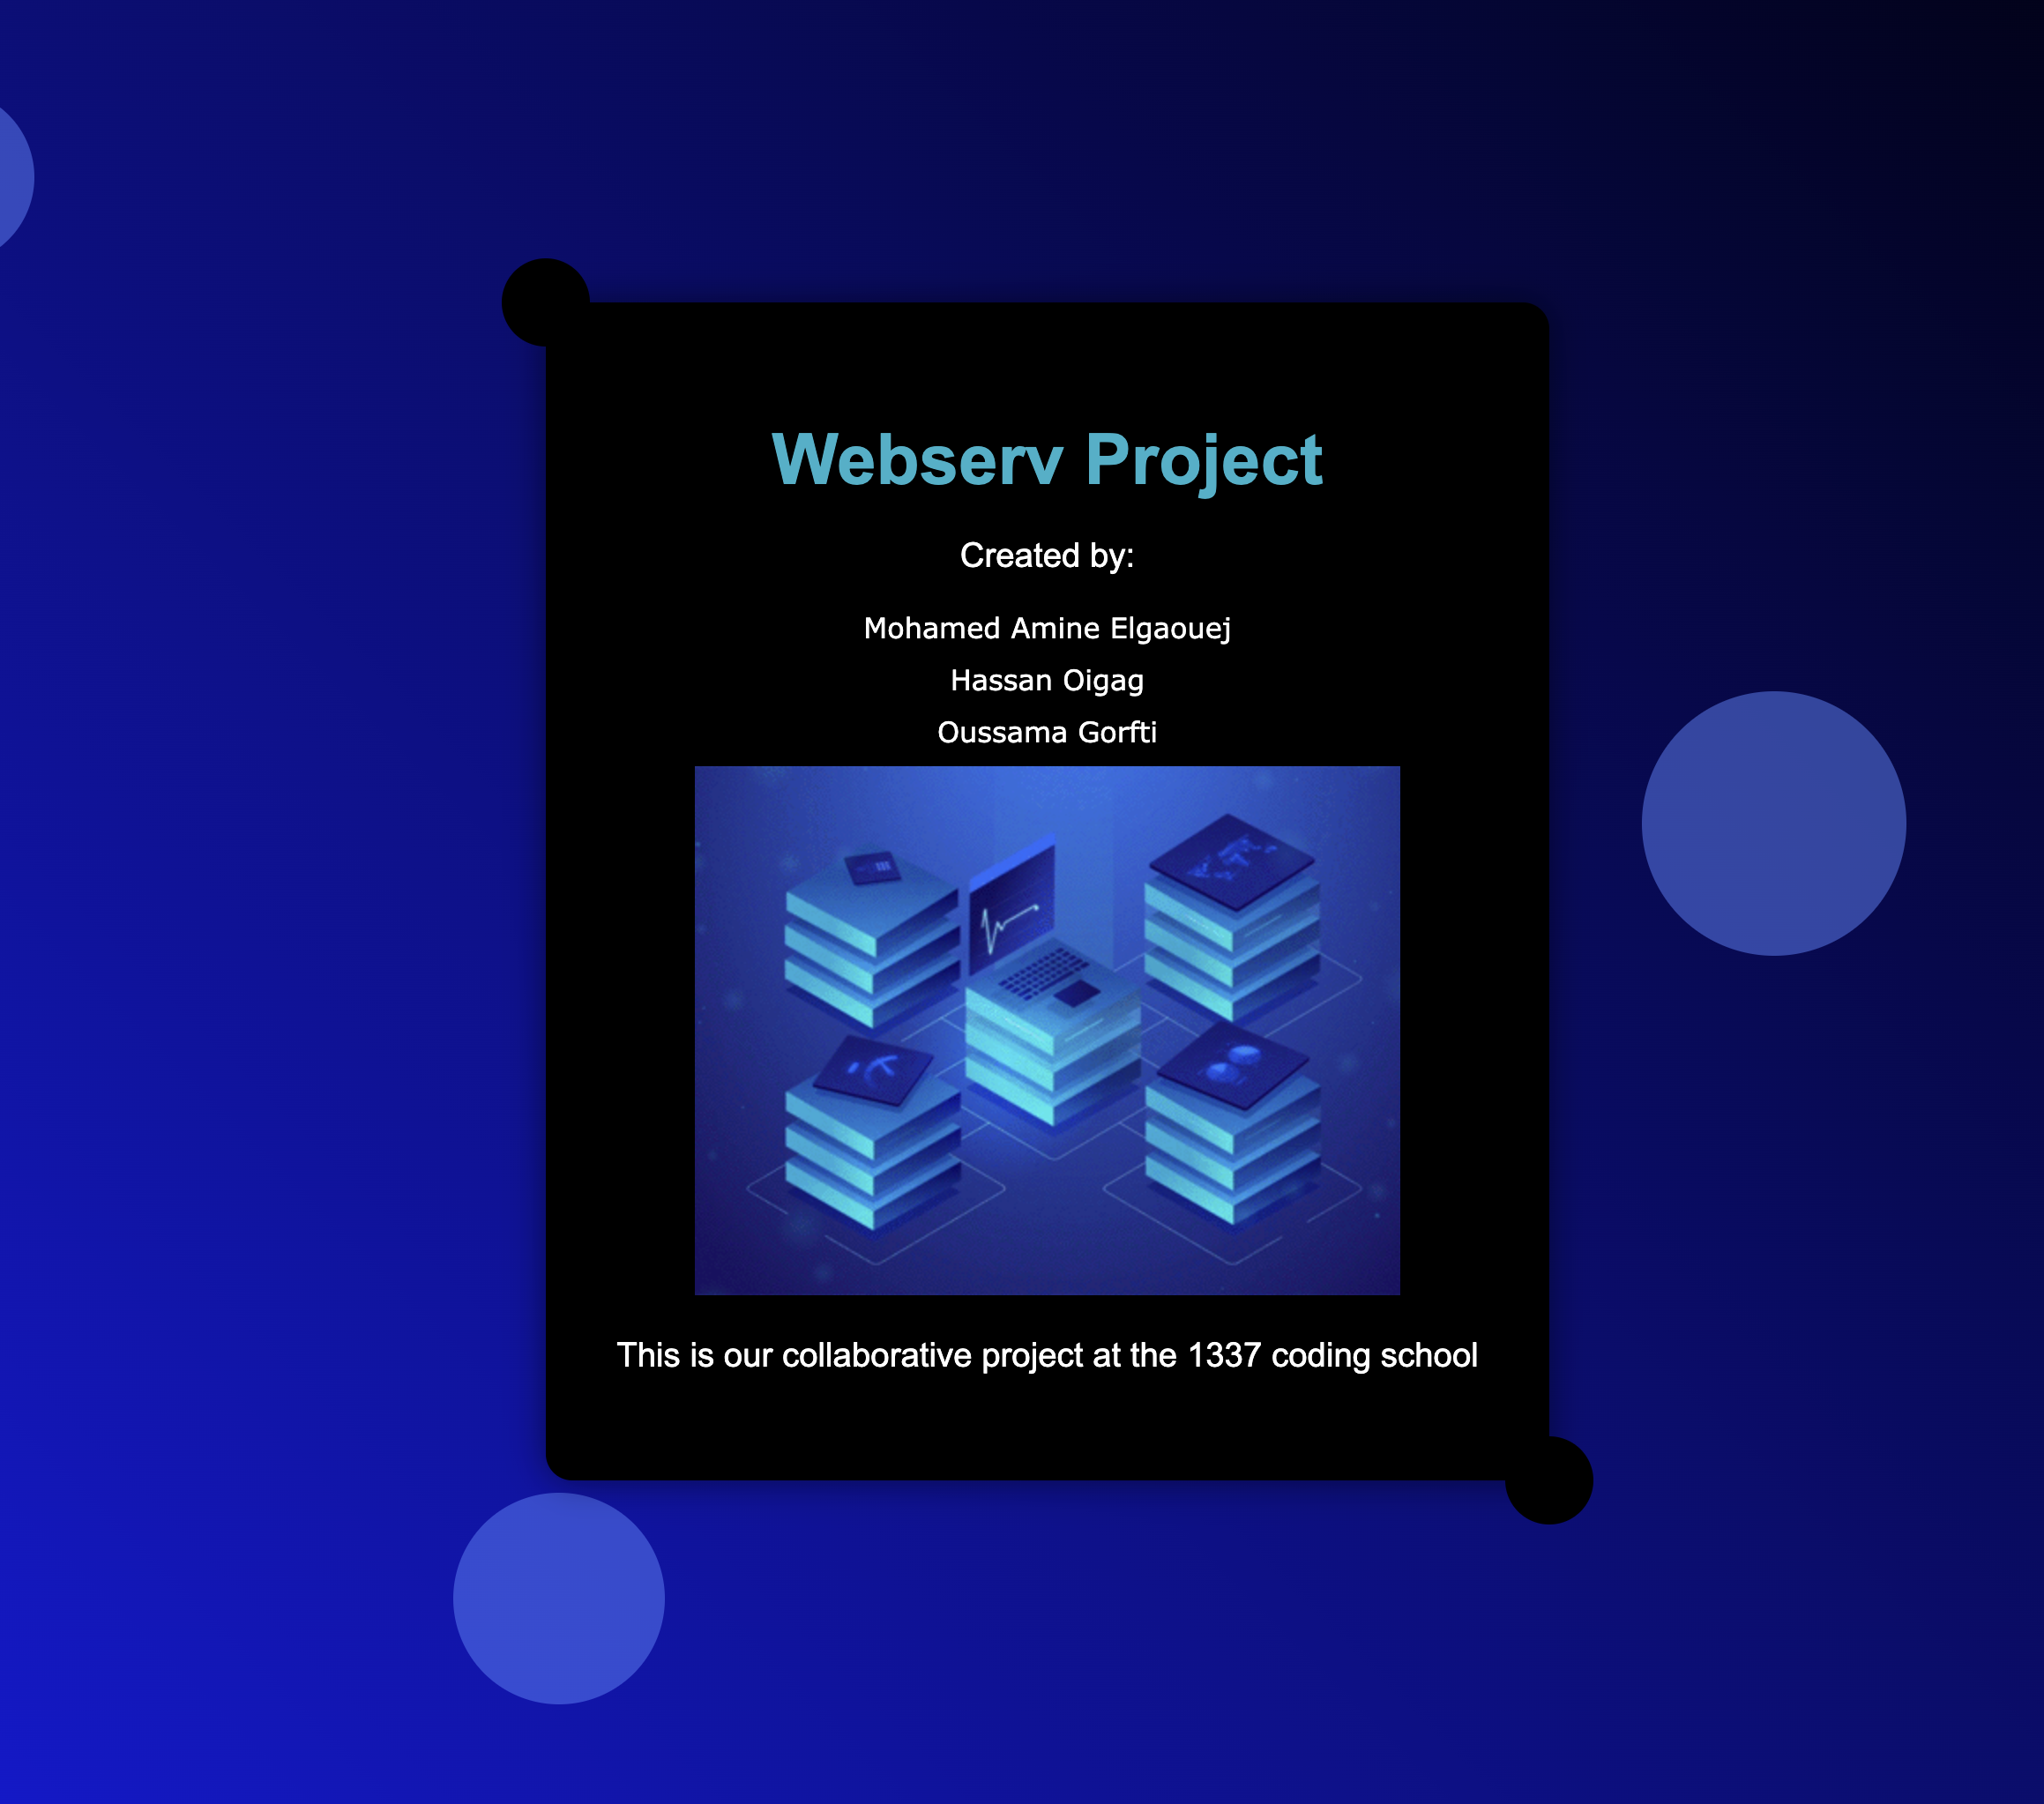 Webserv Project
Created by:
Mohamed Amine Elgaouej
Hassan Oigag
Oussama Gorfti
This is our collaborative project at the 1337 coding school